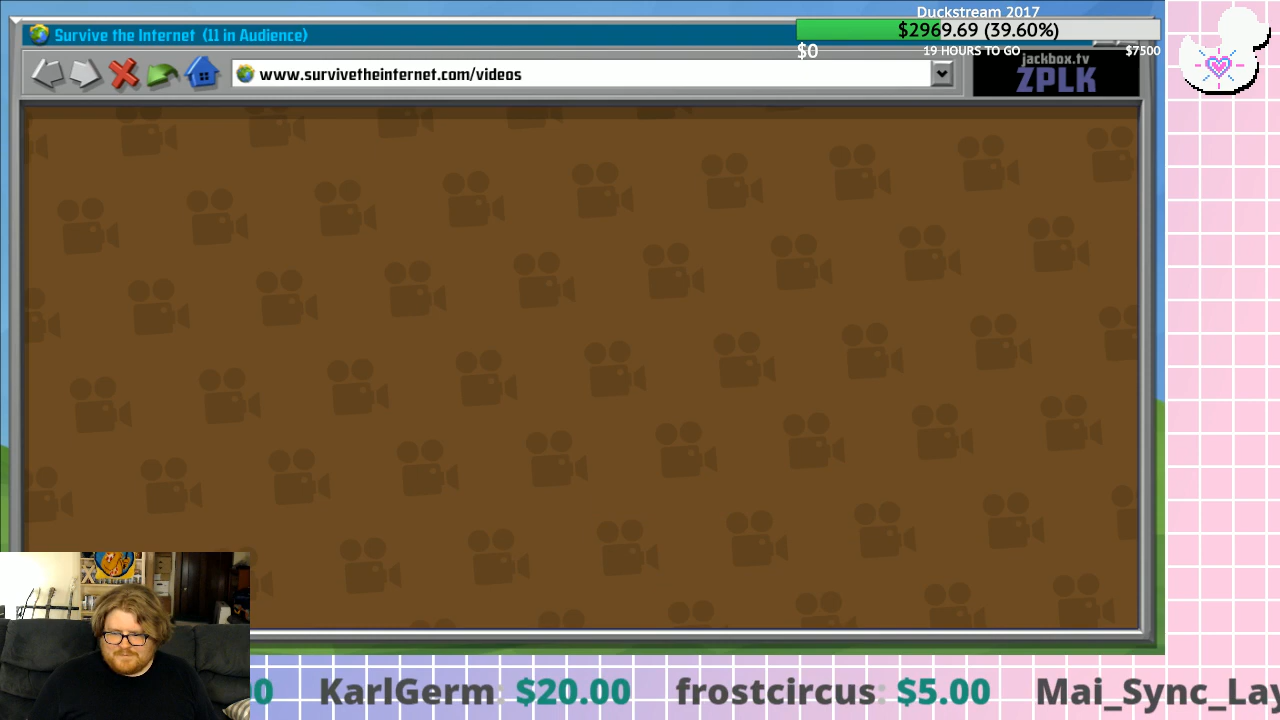 Duckstream 2017
Survive the Internet (11 in Audience)
$2969.69 (39.60%)
$0
19 HOURS TO GO
$7500
www.survivetheinternet.com/videos
jackbox.tv
ZPLK
0 KarlGerm: $20.00 frostcircus: $5.00 Mai_Sync_Lay